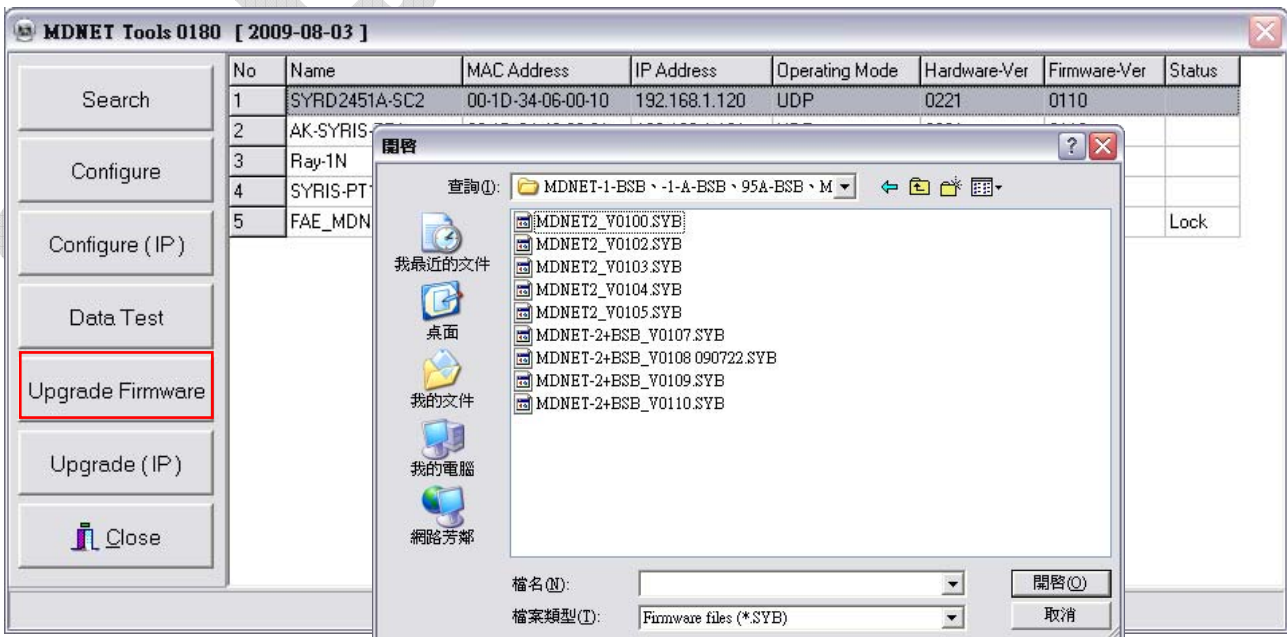 MDNET Tools 0180 [ 2009-08-03 ]
No Name MAC Address IP Address Operating Mode Hardware-Ver Firmware-Ver Status
1 SYRD2451A-SC2 00-1D-34-06-00-10 192.168.1.120 UDP 0221 0110
2 AK-SYRIS-
3 Ray-1N
4 SYRIS-PT1
5 FAE_MDN Lock
Search
Configure
Configure ( IP )
Data Test
Upgrade Firmware
Upgrade ( IP )
Close
開啓
查詢(I): MDNET-1-BSB、-1-A-BSB、95A-BSB、M
我最近的文件
桌面
我的文件
我的電腦
網路芳鄰
MDNET2_V0100.SYB
MDNET2_V0102.SYB
MDNET2_V0103.SYB
MDNET2_V0104.SYB
MDNET2_V0105.SYB
MDNET-2+BSB_V0107.SYB
MDNET-2+BSB_V0108 090722.SYB
MDNET-2+BSB_V0109.SYB
MDNET-2+BSB_V0110.SYB
檔名(N): 開啓(O)
檔案類型(T): Firmware files (*.SYB) 取消